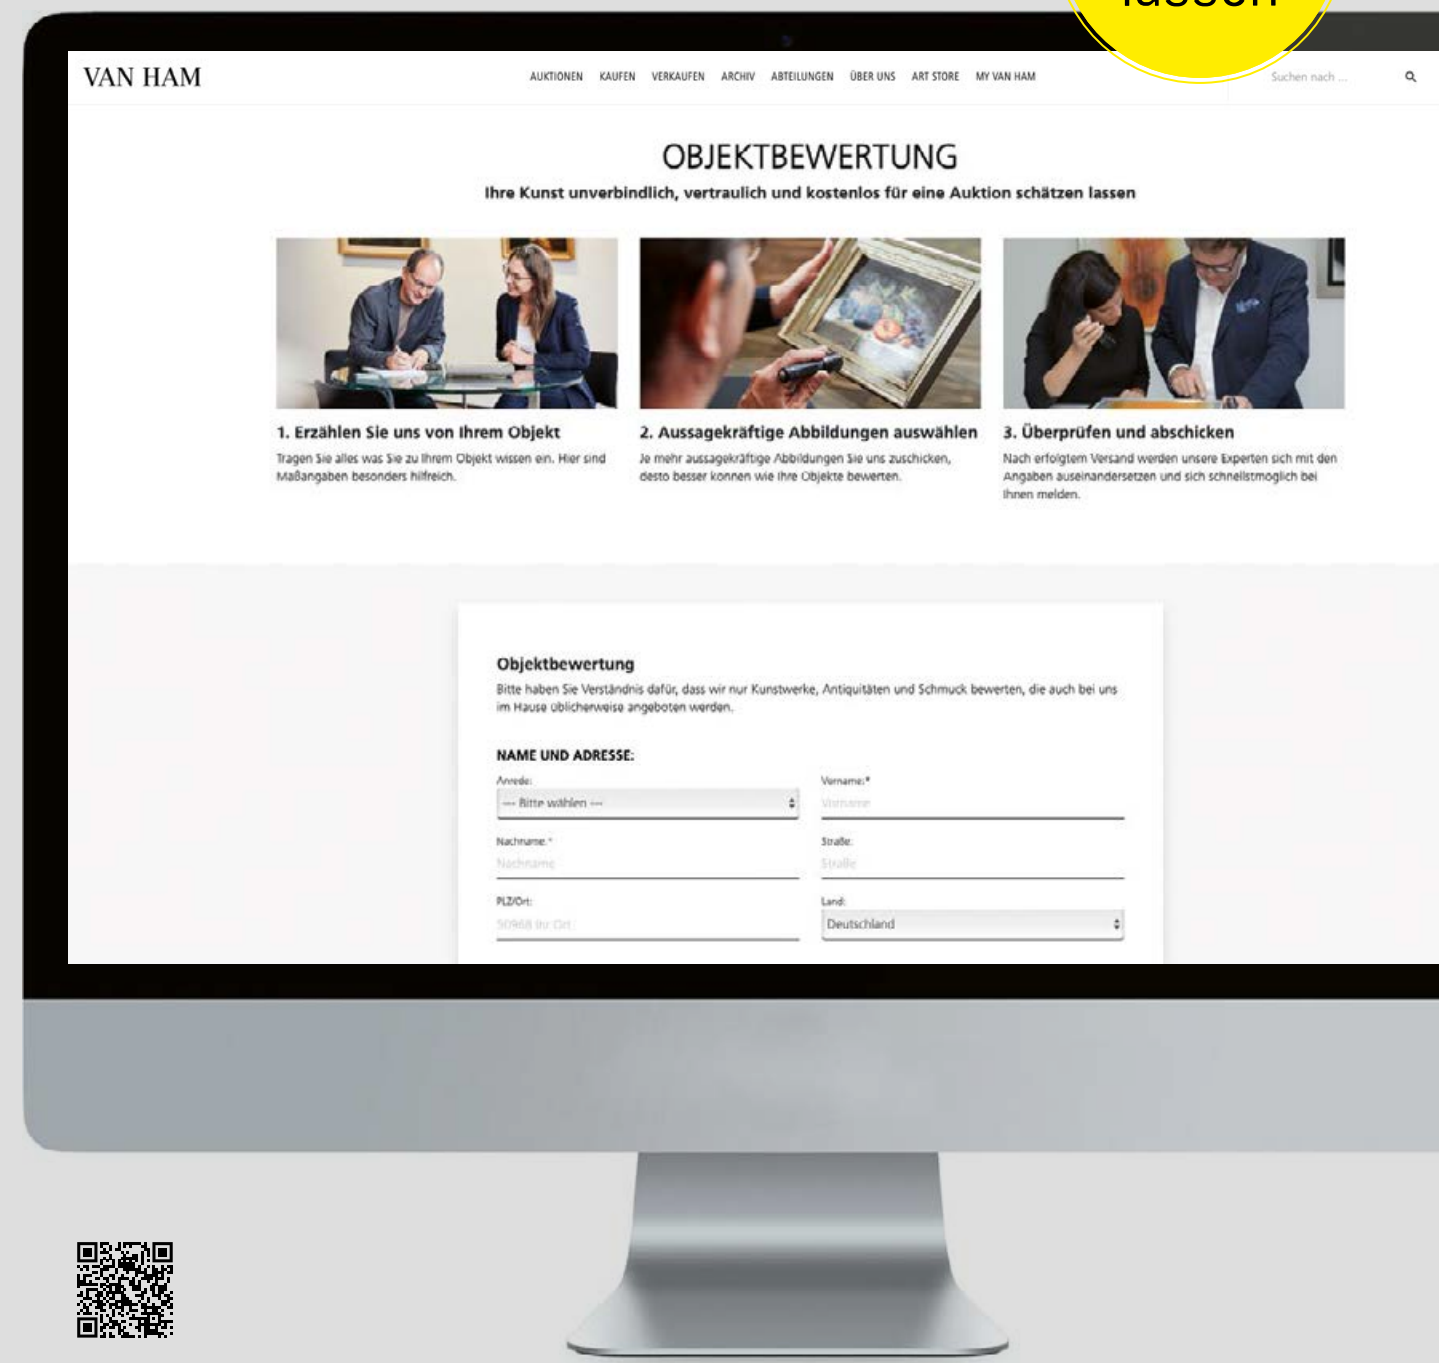 lassen
VAN HAM
AUKTIONEN KAUFEN VERKAUFEN ARCHIV ABTEILUNGEN ÜBER UNS ART STORE MY VAN HAM
Suchen nach ...
OBJEKTBEWERTUNG
Ihre Kunst unverbindlich, vertraulich und kostenlos für eine Auktion schätzen lassen
1. Erzählen Sie uns von Ihrem Objekt
Tragen Sie alles was Sie zu Ihrem Objekt wissen ein. Hier sind
Maßangaben besonders hilfreich.
2. Aussagekräftige Abbildungen auswählen
Je mehr aussagekräftige Abbildungen Sie uns zuschicken,
desto besser konnen wie Ihre Objekte bewerten.
3. Überprüfen und abschicken
Nach erfolgtem Versand werden unsere Experten sich mit den
Angaben auseinandersetzen und sich schnellstmoglich bei
Ihnen melden.
Objektbewertung
Bitte haben Sie Verständnis dafür, dass wir nur Kunstwerke, Antiquitäten und Schmuck bewerten, die auch bei uns
im Hause üblicherweise angeboten werden.
NAME UND ADRESSE:
Anrede:
--- Bitte wählen ---
Vorname:*
Vorname
Nachname:*
Nachname
Straße:
Straße
PLZ/Ort:
50968 Ihr Ort
Land:
Deutschland